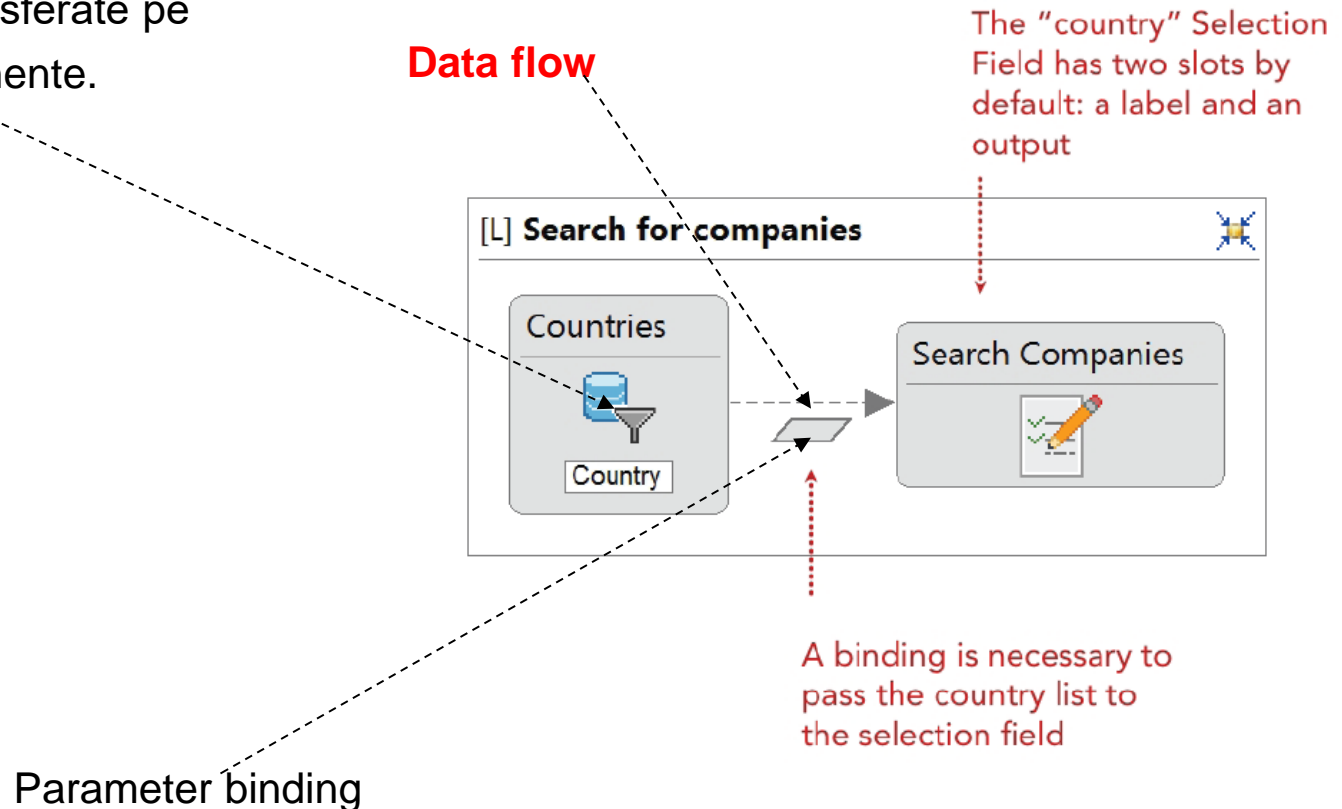 sferate pe
ente.
Data flow
The “country” Selection
Field has two slots by
default: a label and an
output
[L] Search for companies
Countries
Country
Search Companies
A binding is necessary to
pass the country list to
the selection field
Parameter binding